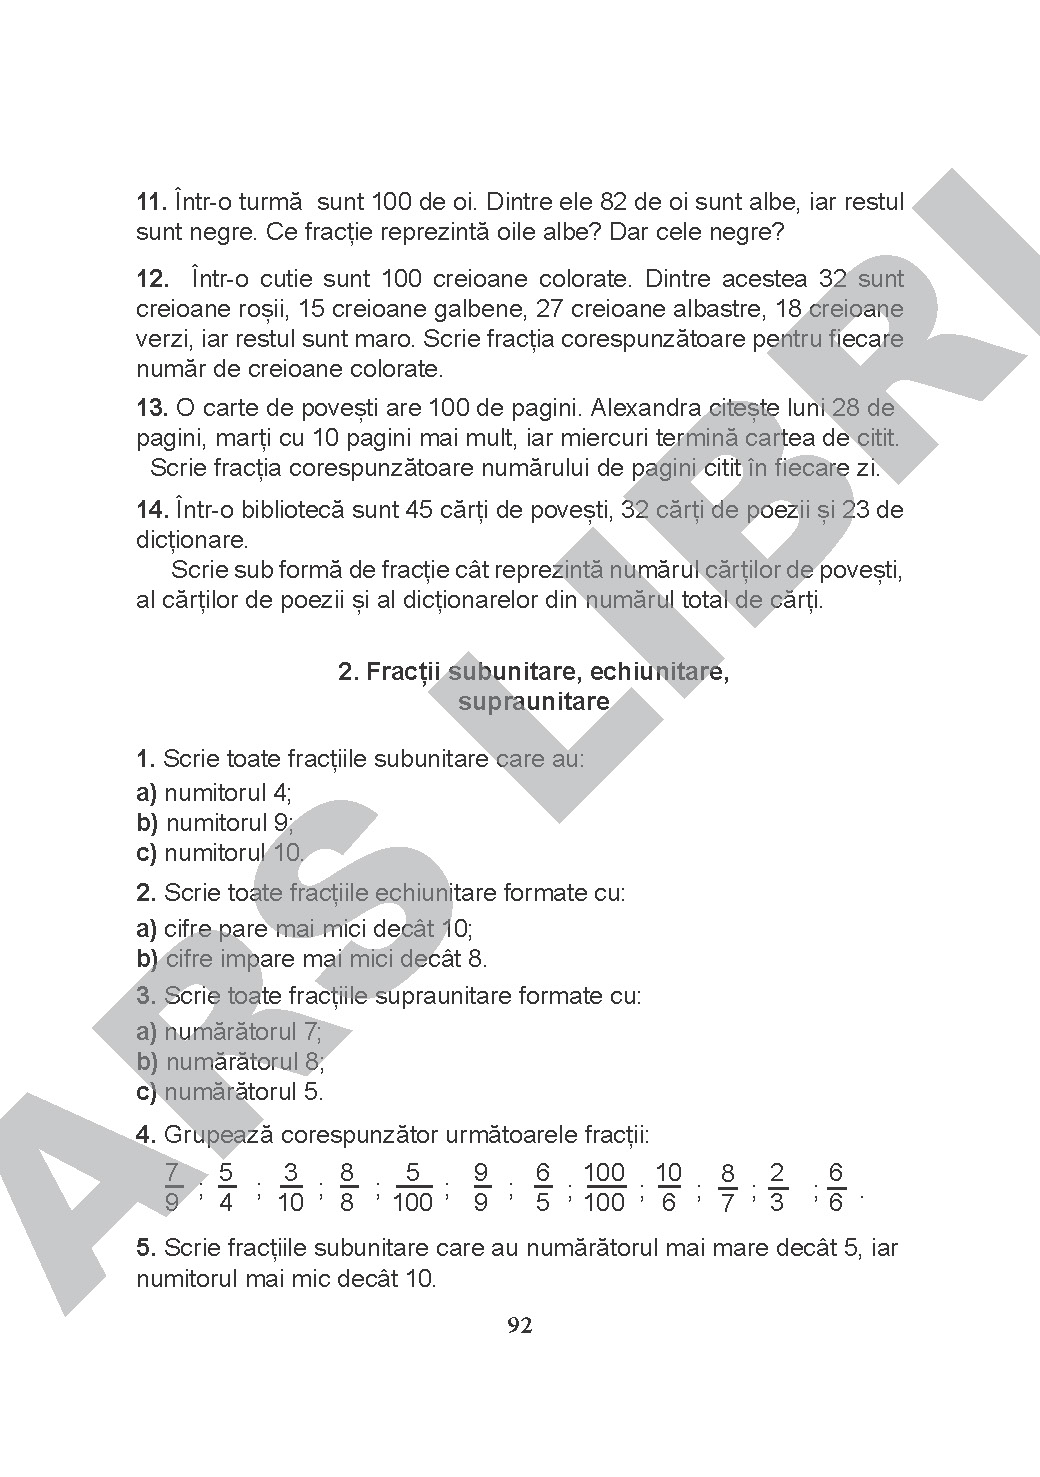 11. Într-o turmă sunt 100 de oi. Dintre ele 82 de oi sunt albe, iar restul
sunt negre. Ce fracție reprezintă oile albe? Dar cele negre?
12. Într-o cutie sunt 100 creioane colorate. Dintre acestea 32 sunt
creioane roșii, 15 creioane galbene, 27 creioane albastre, 18 creioane
verzi, iar restul sunt maro. Scrie fracția corespunzătoare pentru fiecare
număr de creioane colorate.
13. O carte de povești are 100 de pagini. Alexandra citește luni 28 de
pagini, marți cu 10 pagini mai mult, iar miercuri termină cartea de citit.
Scrie fracția corespunzătoare numărului de pagini citit în fiecare zi.
14. Într-o bibliotecă sunt 45 cărți de povești, 32 cărți de poezii și 23 de
dicționare.
Scrie sub formă de fracție cât reprezintă numărul cărților de povești,
al cărților de poezii și al dicționarelor din numărul total de cărți.
2. Fracții subunitare, echiunitare,
supraunitare
1. Scrie toate fracțiile subunitare care au:
a) numitorul 4;
b) numitorul 9;
c) numitorul 10.
2. Scrie toate fracțiile echiunitare formate cu:
a) cifre pare mai mici decât 10;
b) cifre impare mai mici decât 8.
3. Scrie toate fracțiile supraunitare formate cu:
a) numărătorul 7;
b) numărătorul 8;
c) numărătorul 5.
4. Grupează corespunzător următoarele fracții:
7/9 ; 5/4 ; 3/10 ; 8/8 ; 5/100 ; 9/9 ; 6/5 ; 100/100 ; 10/6 ; 8/7 ; 2/3 ; 6/6 .
5. Scrie fracțiile subunitare care au numărătorul mai mare decât 5, iar
numitorul mai mic decât 10.
92
ARS LIBRI